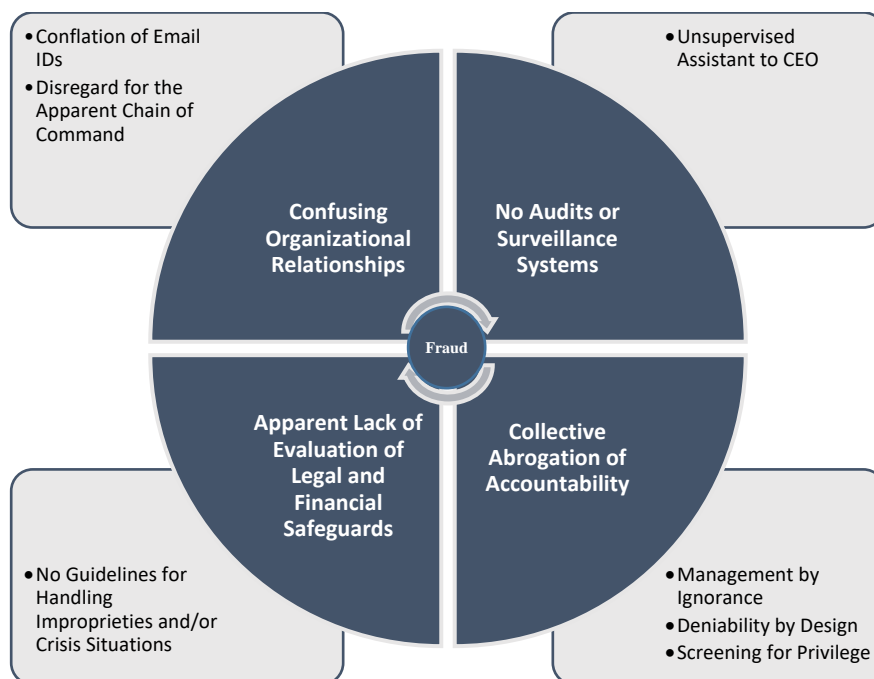 •Conflation of Email
IDs
•Disregard for the
Apparent Chain of
Command
•Unsupervised
Assistant to CEO
Confusing
Organizational
Relationships
No Audits or
Surveillance
Systems
Fraud
Apparent Lack of
Evaluation of
Legal and
Financial
Safeguards
Collective
Abrogation of
Accountability
•No Guidelines for
Handling
Improprieties and/or
Crisis Situations
•Management by
Ignorance
•Deniability by Design
•Screening for Privilege